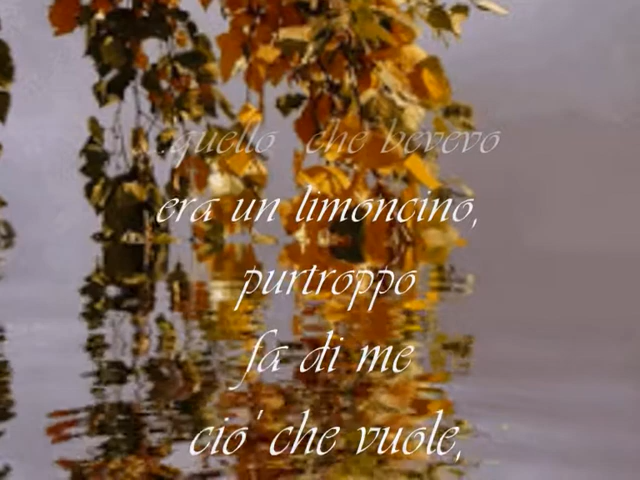 ...quello che bevevo
era un limoncino,
purtroppo
fa di me
cio' che vuole,